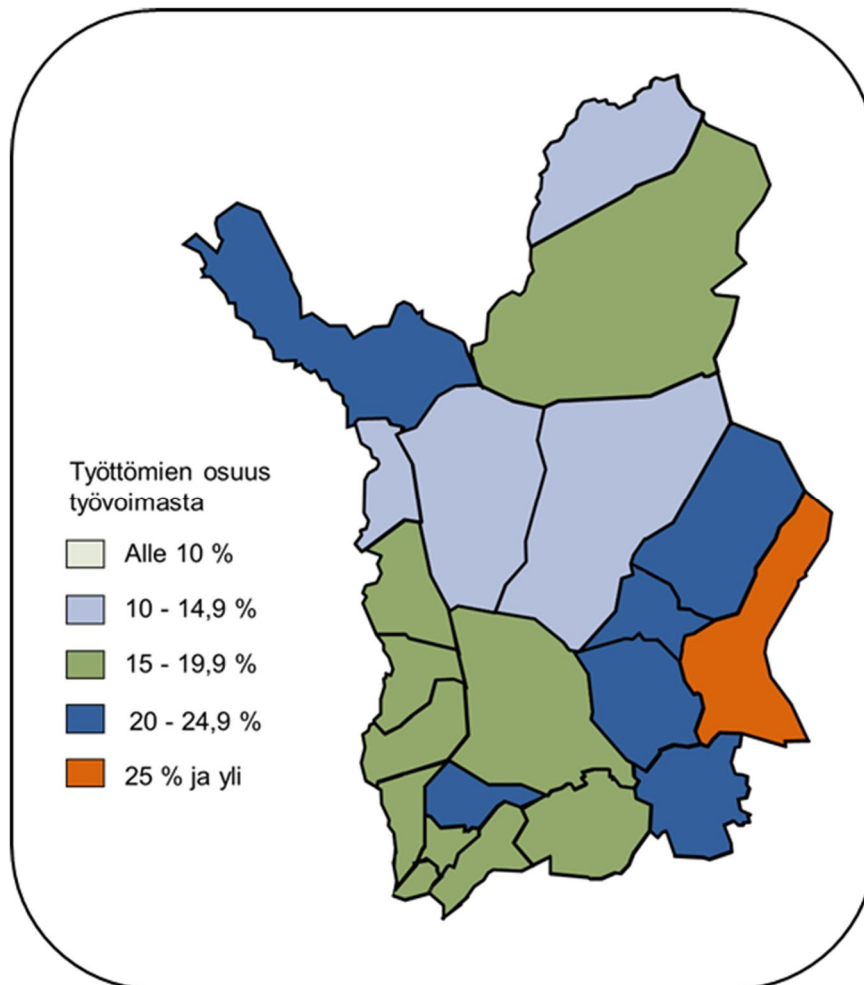 Työttömien osuus
työvoimasta
Alle 10 %
10 - 14,9 %
15 - 19,9 %
20 - 24,9 %
25 % ja yli